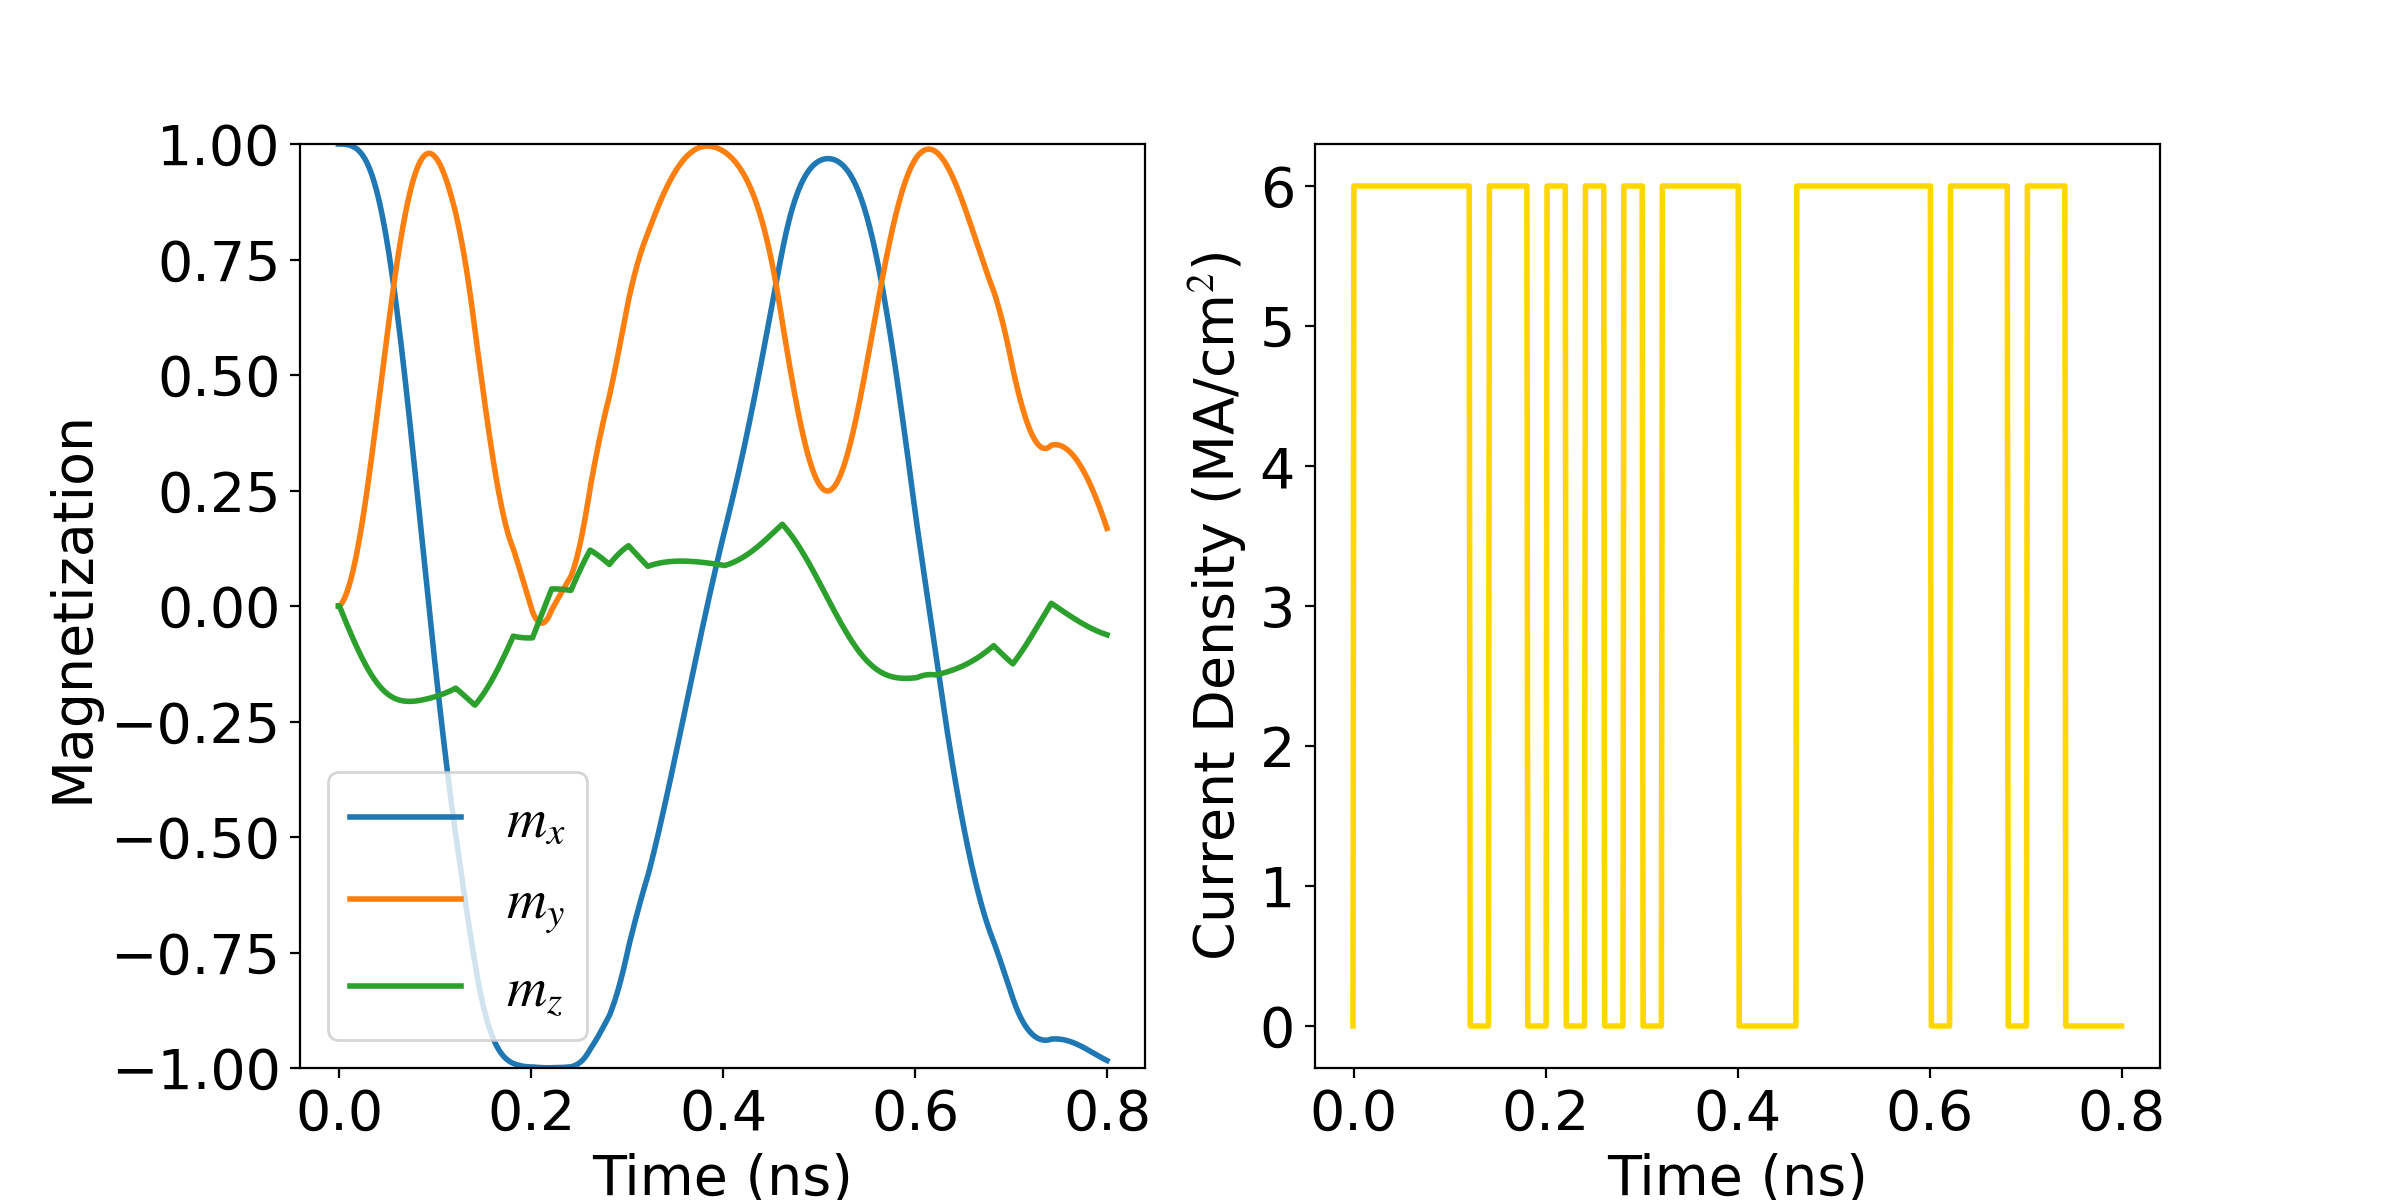 Magnetization
1.00
0.75
0.50
0.25
0.00
−0.25
−0.50
−0.75
−1.00
m_x
m_y
m_z
0.0 0.2 0.4 0.6 0.8
Time (ns)
Current Density (MA/cm²)
6
5
4
3
2
1
0
0.0 0.2 0.4 0.6 0.8
Time (ns)